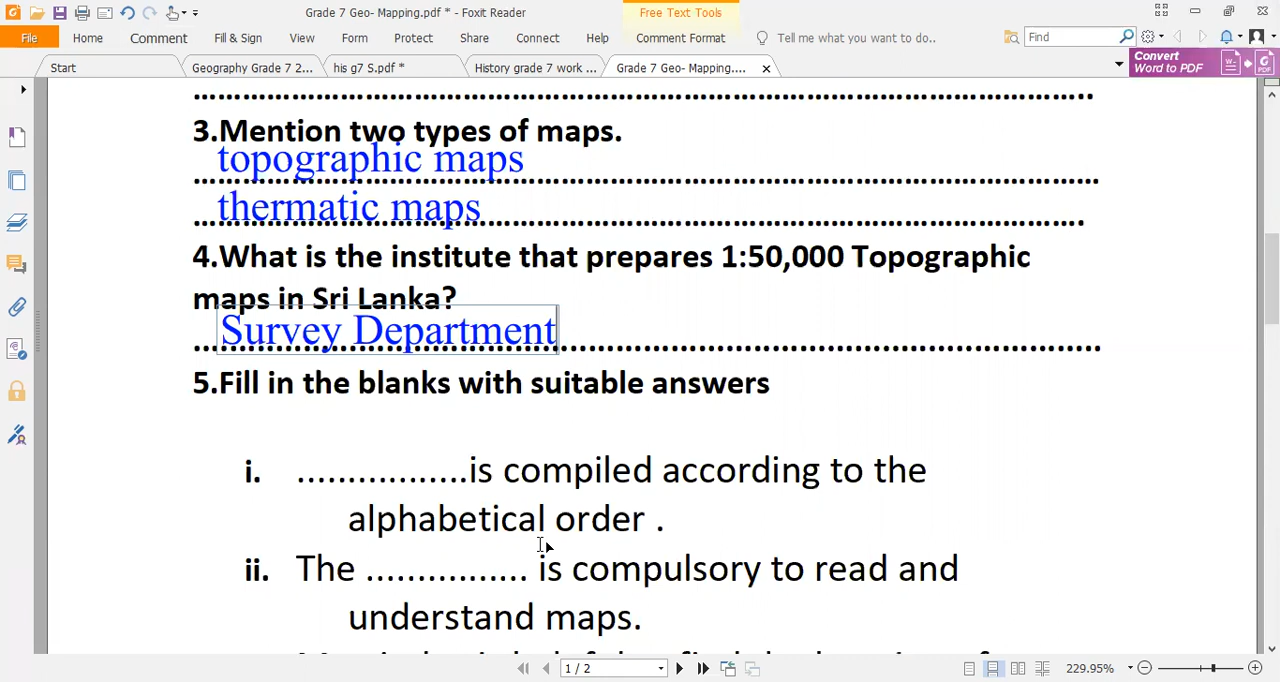 Grade 7 Geo- Mapping.pdf * - Foxit Reader
Free Text Tools
File Home Comment Fill & Sign View Form Protect Share Connect Help Comment Format Tell me what you want to do.. Find
Start Geography Grade 7 2... his g7 S.pdf * History grade 7 work ... Grade 7 Geo- Mapping....
Convert
Word to PDF
PDF
3.Mention two types of maps.
topographic maps
thermatic maps
4.What is the institute that prepares 1:50,000 Topographic
maps in Sri Lanka?
Survey Department
5.Fill in the blanks with suitable answers
i. .................is compiled according to the
alphabetical order .
ii. The ................ is compulsory to read and
understand maps.
1 / 2
229.95%